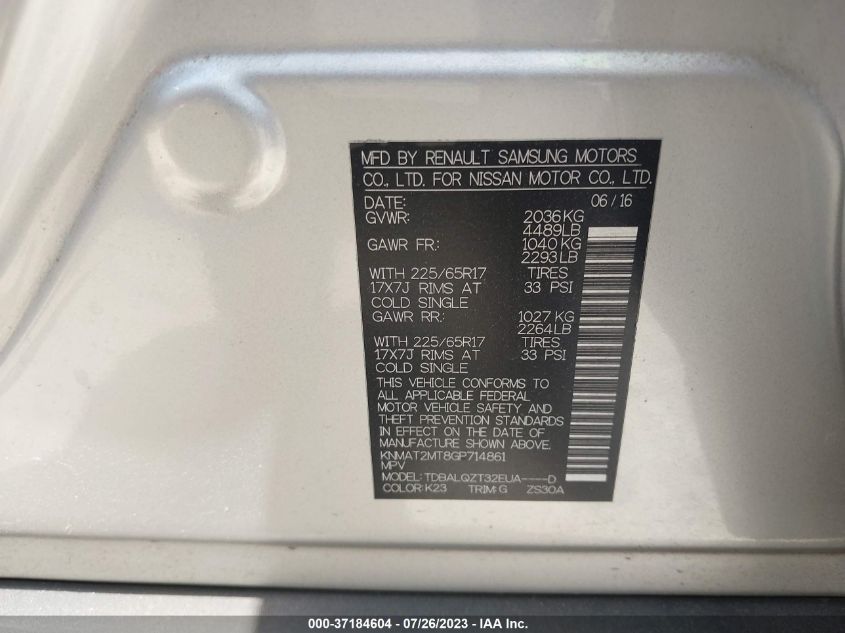 MFD BY RENAULT SAMSUNG MOTORS
CO., LTD. FOR NISSAN MOTOR CO., LTD.
DATE: 06 / 16
GVWR: 2036KG
4489LB
GAWR FR: 1040 KG
2293LB
WITH 225/65R17 TIRES
17X7J RIMS AT 33 PSI
COLD SINGLE
GAWR RR: 1027 KG
2264LB
WITH 225/65R17 TIRES
17X7J RIMS AT 33 PSI
COLD SINGLE
THIS VEHICLE CONFORMS TO
ALL APPLICABLE FEDERAL
MOTOR VEHICLE SAFETY AND
THEFT PREVENTION STANDARDS
IN EFFECT ON THE DATE OF
MANUFACTURE SHOWN ABOVE.
KNMAT2MT8GP714861
MPV
MODEL: TDBALQZT32EUA----D
COLOR: K23 TRIM: G ZS30A
000-37184604 - 07/26/2023 - IAA Inc.